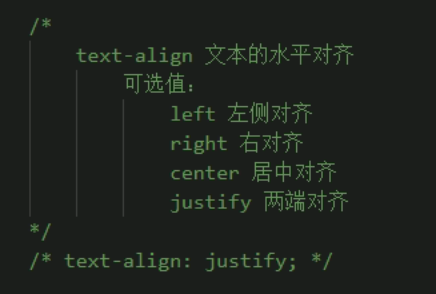 /*
text-align 文本的水平对齐
可选值：
left 左侧对齐
right 右对齐
center 居中对齐
justify 两端对齐
*/
/* text-align: justify; */